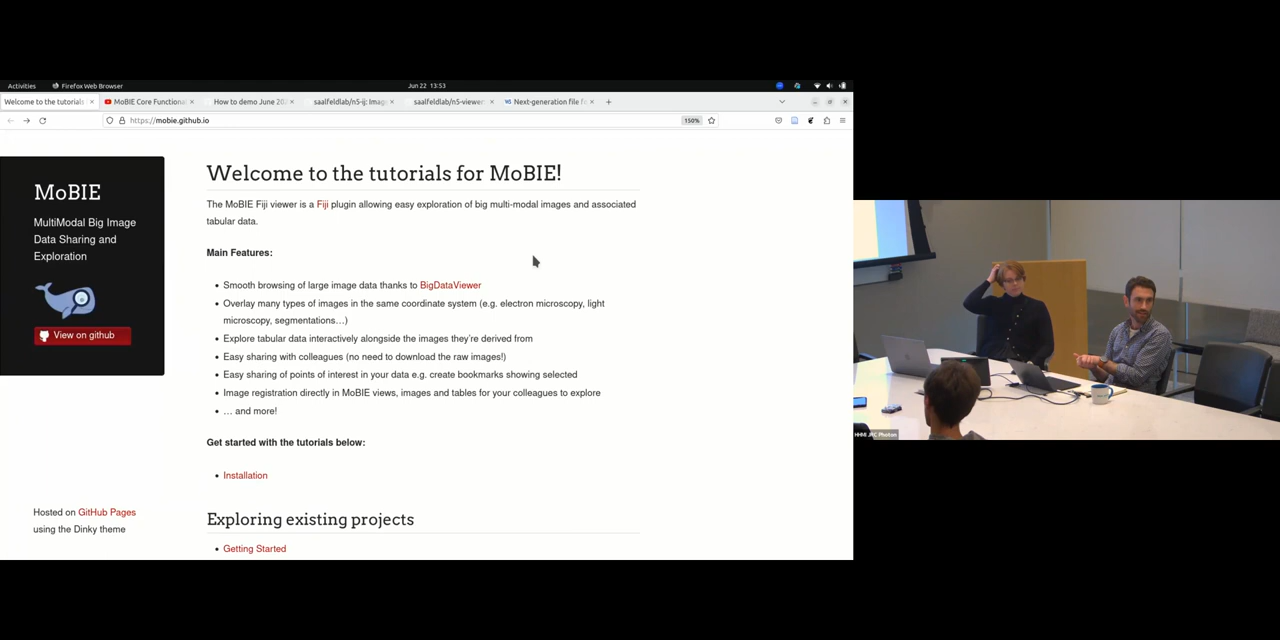 Activities
Firefox Web Browser
Jun 22 13:53
Welcome to the tutorials
MoBIE Core Functional
How to demo June 20
saalfeldlab/n5-ij: Imag
saalfeldlab/n5-viewer:
Next-generation file f
https://mobie.github.io
150%
MoBIE
MultiModal Big Image
Data Sharing and
Exploration
View on github
Hosted on GitHub Pages
using the Dinky theme
Welcome to the tutorials for MoBIE!
The MoBIE Fiji viewer is a Fiji plugin allowing easy exploration of big multi-modal images and associated
tabular data.
Main Features:
• Smooth browsing of large image data thanks to BigDataViewer
• Overlay many types of images in the same coordinate system (e.g. electron microscopy, light
microscopy, segmentations…)
• Explore tabular data interactively alongside the images they're derived from
• Easy sharing with colleagues (no need to download the raw images!)
• Easy sharing of points of interest in your data e.g. create bookmarks showing selected
• Image registration directly in MoBIE views, images and tables for your colleagues to explore
• … and more!
Get started with the tutorials below:
• Installation
Exploring existing projects
• Getting Started
HHMI JRC Photon